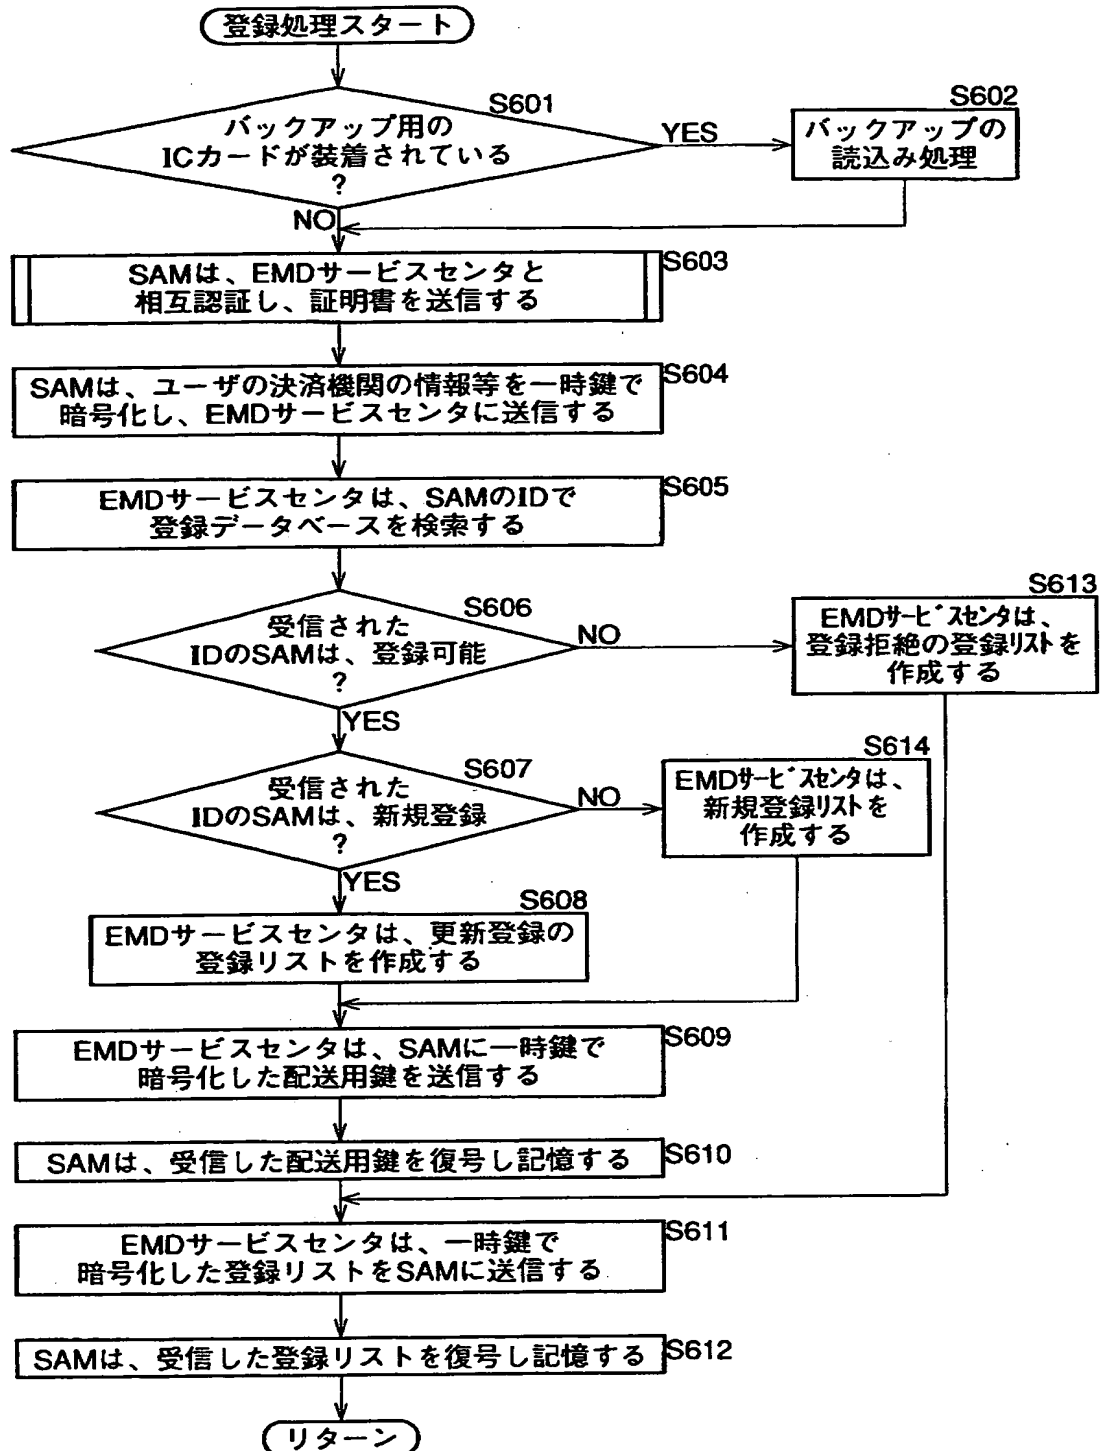 登録処理スタート
S601
バックアップ用の
ICカードが装着されている
?
YES
S602
バックアップの
読込み処理
NO
S603
SAMは、EMDサービスセンタと
相互認証し、証明書を送信する
S604
SAMは、ユーザの決済機関の情報等を一時鍵で
暗号化し、EMDサービスセンタに送信する
S605
EMDサービスセンタは、SAMのIDで
登録データベースを検索する
S606
受信された
IDのSAMは、登録可能
?
NO
S613
EMDサービスセンタは、
登録拒絶の登録リストを
作成する
YES
S607
受信された
IDのSAMは、新規登録
?
NO
S614
EMDサービスセンタは、
新規登録リストを
作成する
YES
S608
EMDサービスセンタは、更新登録の
登録リストを作成する
S609
EMDサービスセンタは、SAMに一時鍵で
暗号化した配送用鍵を送信する
SAMは、受信した配送用鍵を復号し記憶する
S610
S611
EMDサービスセンタは、一時鍵で
暗号化した登録リストをSAMに送信する
SAMは、受信した登録リストを復号し記憶する
S612
リターン